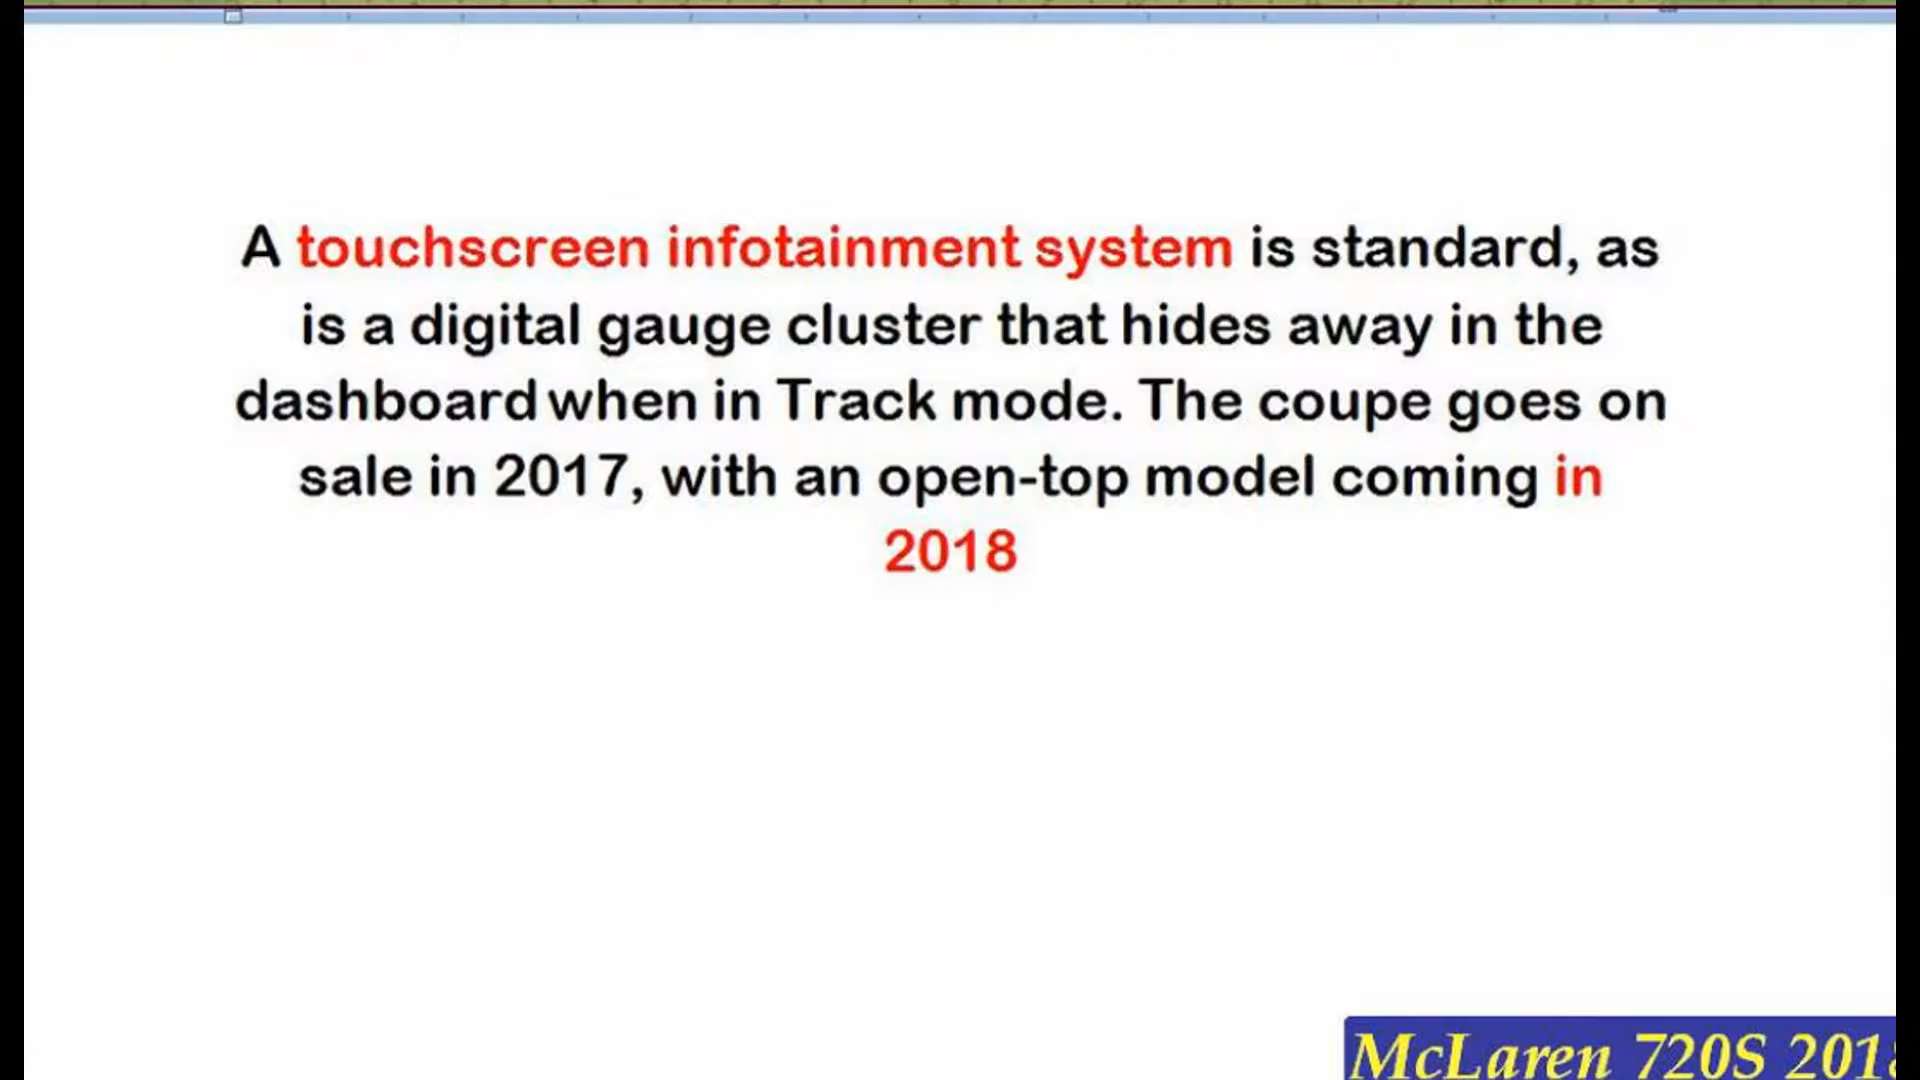 A touchscreen infotainment system is standard, as
is a digital gauge cluster that hides away in the
dashboard when in Track mode. The coupe goes on
sale in 2017, with an open-top model coming in
2018
McLaren 720S 2018